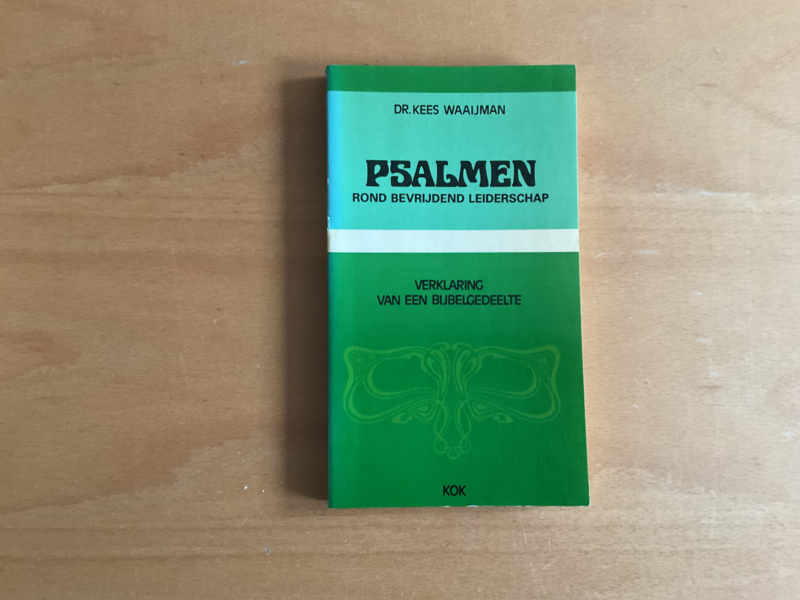 DR. KEES WAAIJMAN
PSALMEN
ROND BEVRIJDEND LEIDERSCHAP
VERKLARING
VAN EEN BIJBELGEDEELTE
KOK